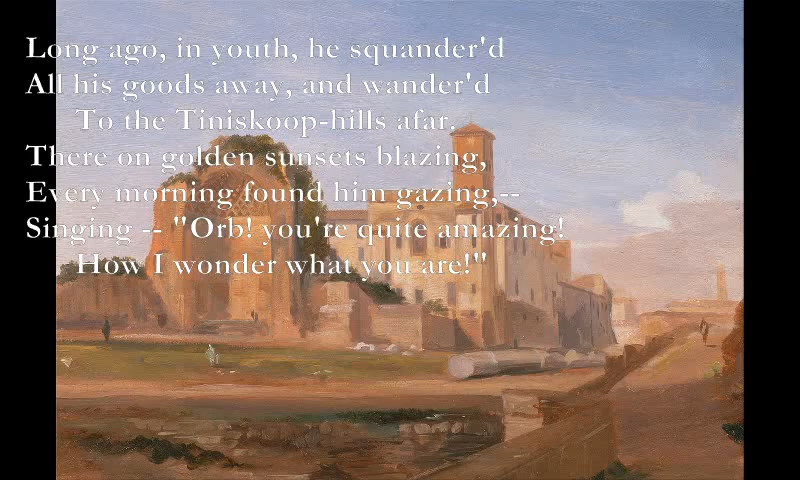 Long ago, in youth, he squander'd
All his goods away, and wander'd
To the Tiniskoop-hills afar.
There on golden sunsets blazing,
Every morning found him gazing,--
Singing -- "Orb! you're quite amazing!
How I wonder what you are!"